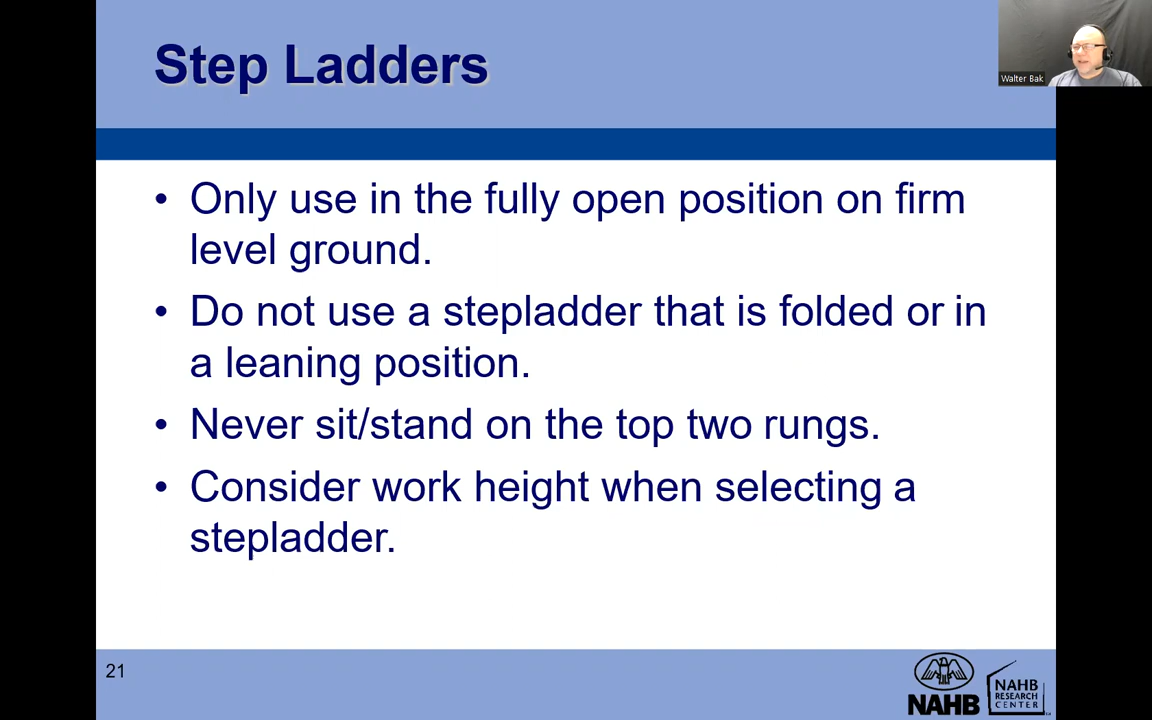 Step Ladders
Walter Bak
• Only use in the fully open position on firm
level ground.
• Do not use a stepladder that is folded or in
a leaning position.
• Never sit/stand on the top two rungs.
• Consider work height when selecting a
stepladder.
21
NAHB
NAHB
RESEARCH
CENTER